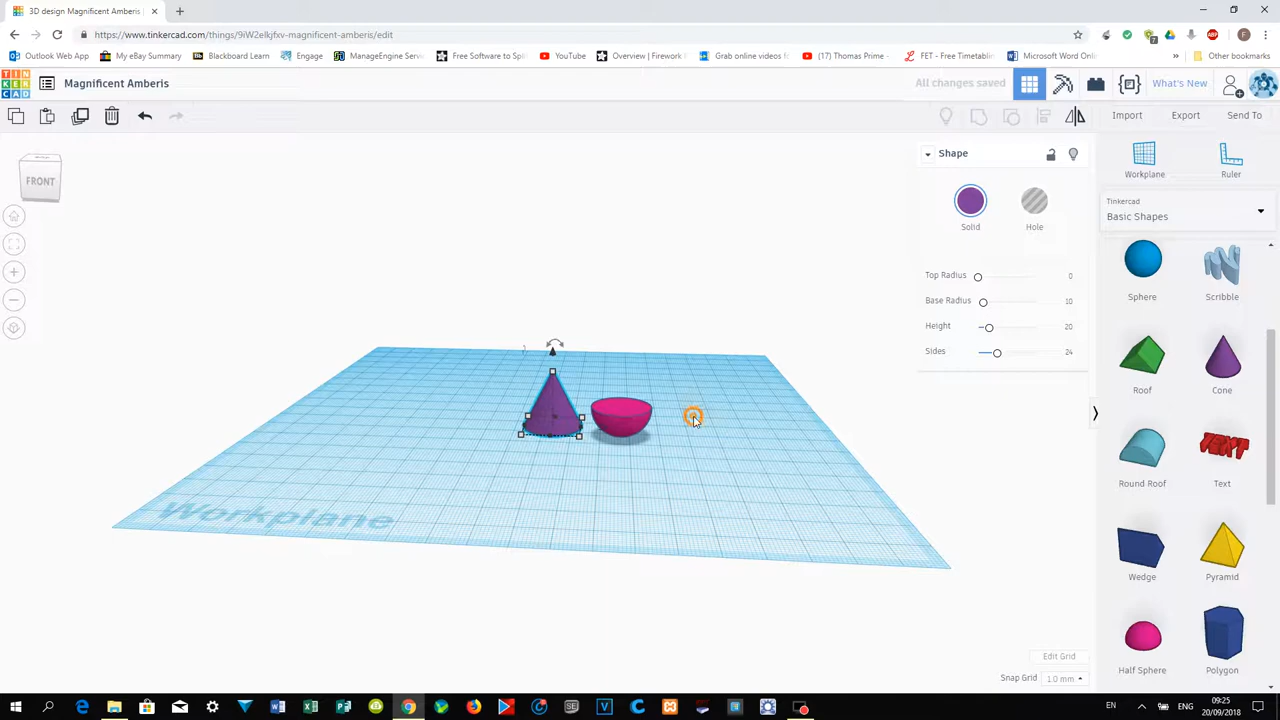 3D design Magnificent Amberis
https://www.tinkercad.com/things/9iW2elkjfxv-magnificent-amberis/edit
Outlook Web App
My eBay Summary
Blackboard Learn
Engage
ManageEngine Serv
Free Software to Spl
YouTube
Overview | Firework
Grab online videos f
(17) Thomas Prime -
FET - Free Timetabli
Microsoft Word Onli
»
Other bookmarks
TINKERCAD
Magnificent Amberis
All changes saved
What's New
Import
Export
Send To
FRONT
Shape
Solid
Hole
Top Radius 0
Base Radius 10
Height 20
Sides 24
Workplane
Ruler
Tinkercad
Basic Shapes
Sphere
Scribble
Roof
Cone
TEXT
Round Roof
Text
Wedge
Pyramid
Half Sphere
Polygon
Workplane
Edit Grid
Snap Grid 1.0 mm
EN
ENG
09:25
20/09/2018